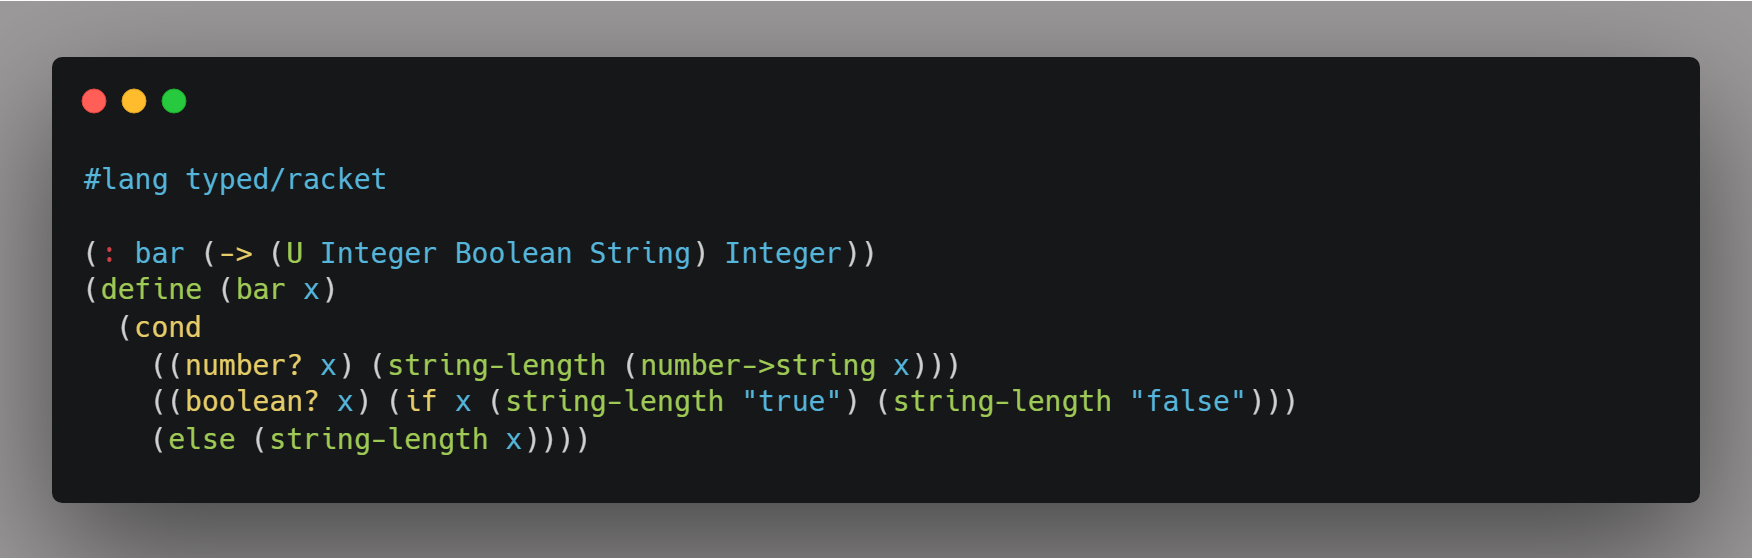 #lang typed/racket
(: bar (-> (U Integer Boolean String) Integer))
(define (bar x)
  (cond
    ((number? x) (string-length (number->string x)))
    ((boolean? x) (if x (string-length "true") (string-length "false")))
    (else (string-length x))))